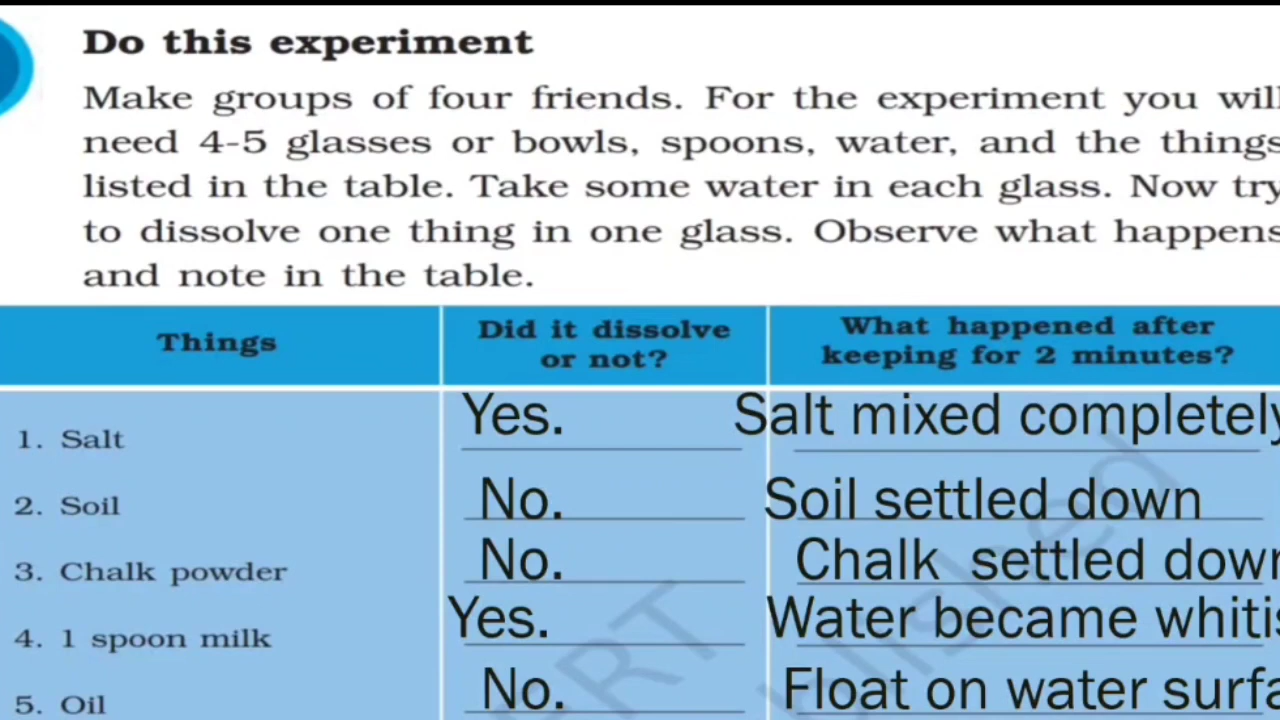 Do this experiment
Make groups of four friends. For the experiment you will
need 4-5 glasses or bowls, spoons, water, and the things
listed in the table. Take some water in each glass. Now try
to dissolve one thing in one glass. Observe what happens
and note in the table.
Things Did it dissolve or not? What happened after keeping for 2 minutes?
1. Salt Yes. Salt mixed completely
2. Soil No. Soil settled down
3. Chalk powder No. Chalk settled down
4. 1 spoon milk Yes. Water became
5. Oil No. Float on water